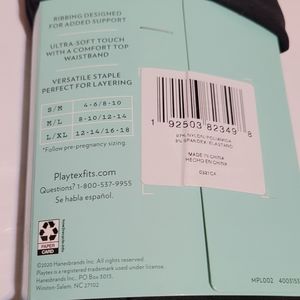 RIBBING DESIGNED
FOR ADDED SUPPORT
ULTRA-SOFT TOUCH
WITH A COMFORT TOP
WAISTBAND
VERSATILE STAPLE
PERFECT FOR LAYERING
S/M 4-6/8-10
M/L 8-10/12-14
L/XL 12-14/16-18
*Follow pre-pregnancy sizing
Playtexfits.com
Questions? 1-800-537-9955
Se habla español.
1 92503 82349 8
MADE IN CHINA
HECHO EN CHINA
PAPER
CARD
©2020 Hanesbrands Inc. All rights reserved.
Playtex is a registered trademark used under license.
Hanesbrands Inc.
Winston-Salem, NC 27102
MPL002